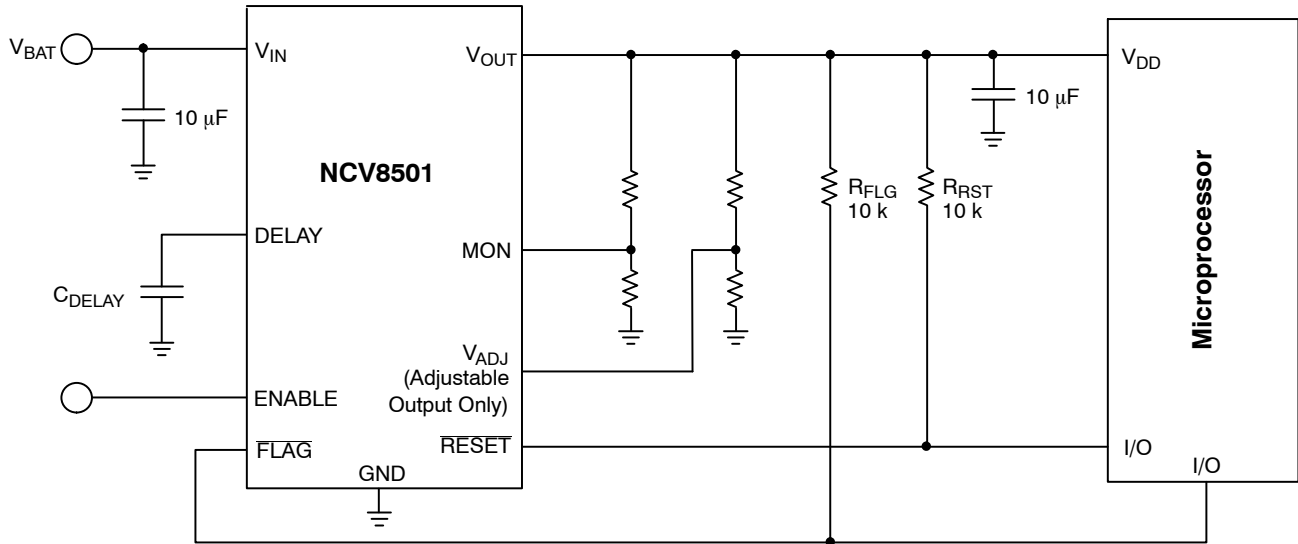 V_BAT
10 μF
V_IN
V_OUT
NCV8501
DELAY
C_DELAY
MON
V_ADJ
(Adjustable
Output Only)
ENABLE
FLAG
RESET
GND
R_FLG
10 k
R_RST
10 k
10 μF
V_DD
Microprocessor
I/O
I/O